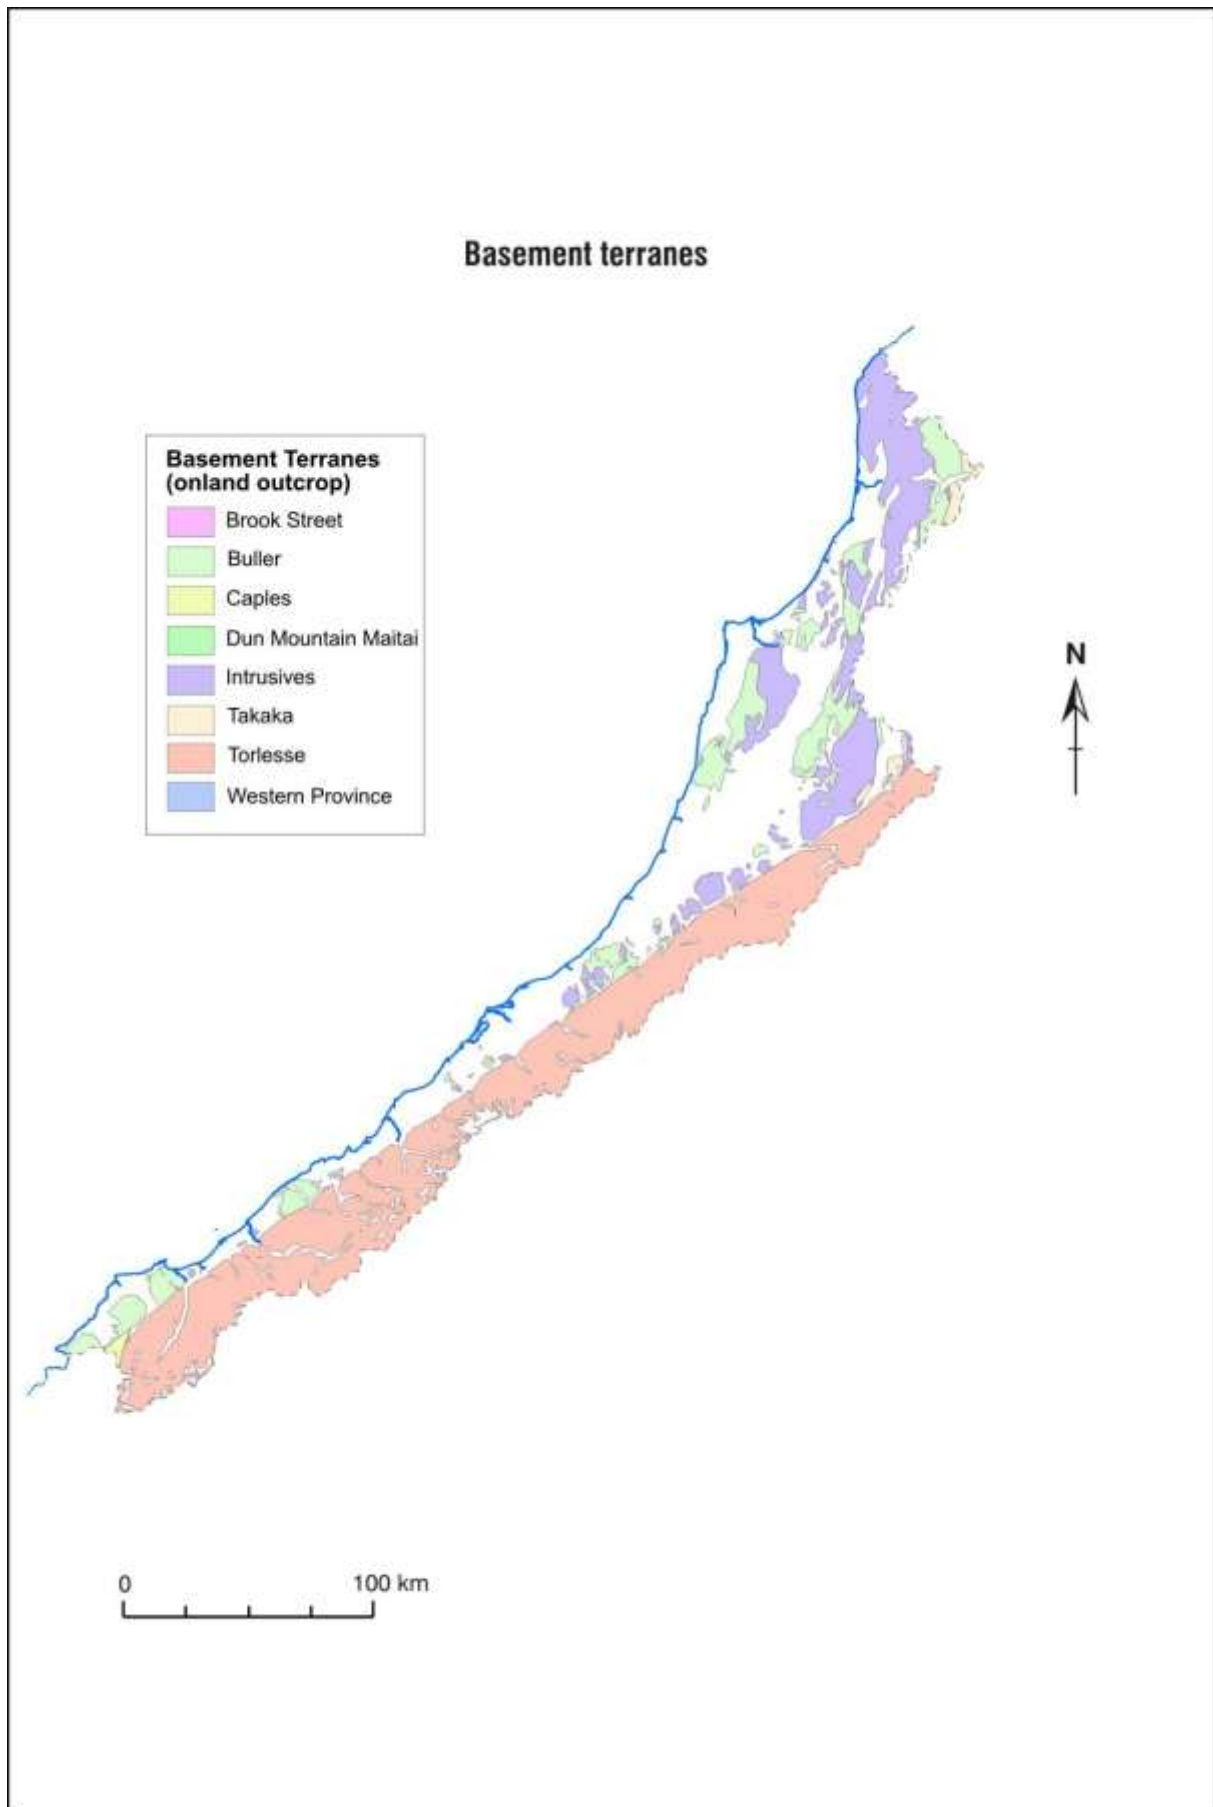 Basement terranes
Basement Terranes
(onland outcrop)
Brook Street
Buller
Caples
Dun Mountain Maitai
Intrusives
Takaka
Torlesse
Western Province
N
0 100 km